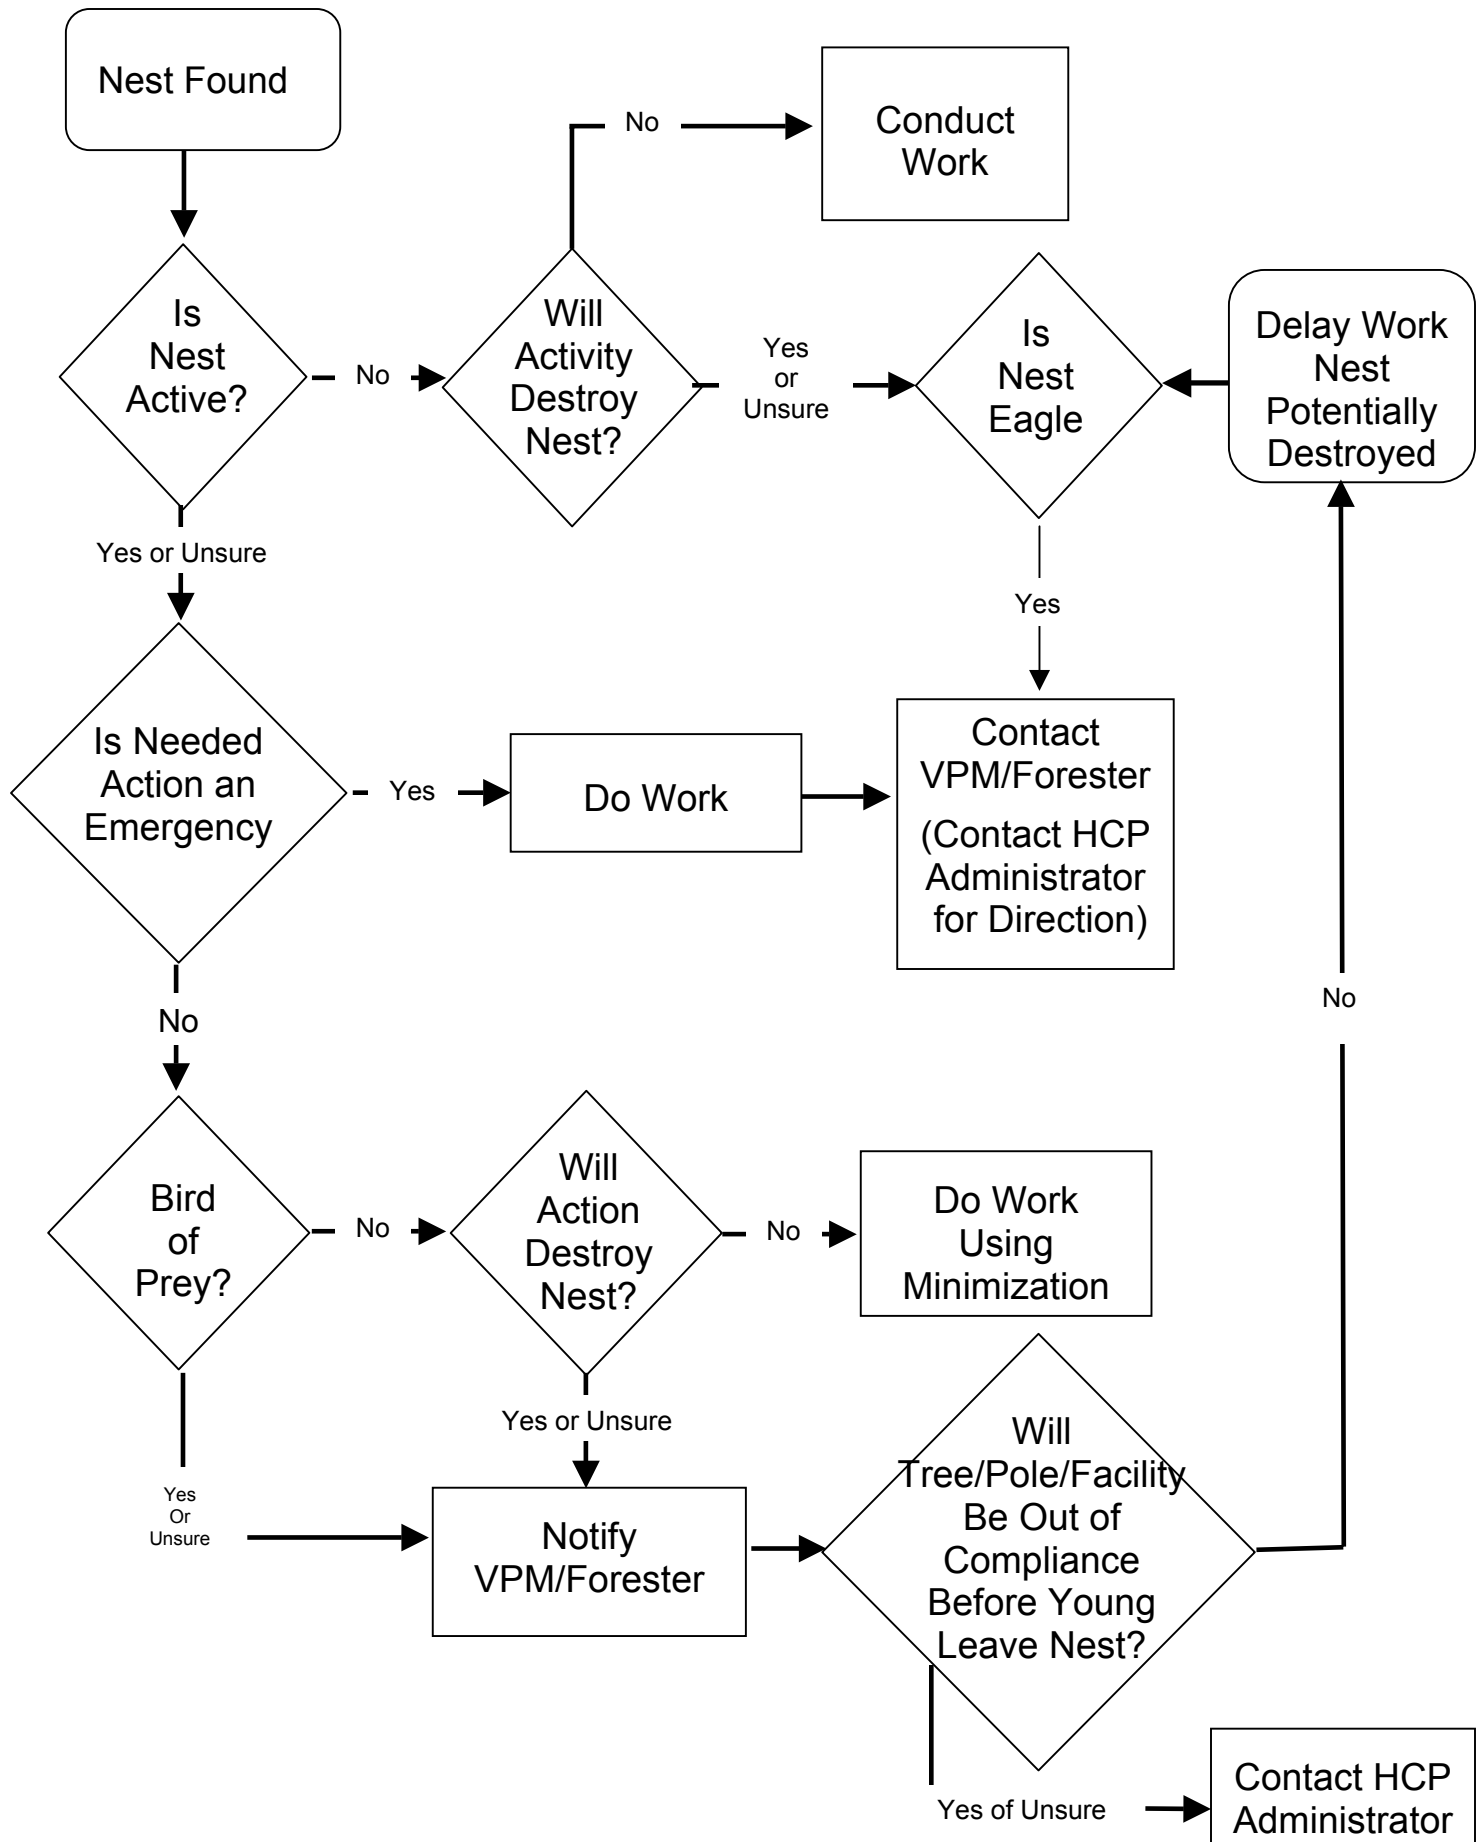 Nest Found
No
Conduct
Work
Is
Nest
Active?
No
Will
Activity
Destroy
Nest?
Yes
or
Unsure
Is
Nest
Eagle
Delay Work
Nest
Potentially
Destroyed
Yes or Unsure
Yes
Is Needed
Action an
Emergency
Yes
Do Work
Contact
VPM/Forester
(Contact HCP
Administrator
for Direction)
No
No
Bird
of
Prey?
No
Will
Action
Destroy
Nest?
No
Do Work
Using
Minimization
Yes or Unsure
Yes
Or
Unsure
Notify
VPM/Forester
Will
Tree/Pole/Facility
Be Out of
Compliance
Before Young
Leave Nest?
Yes of Unsure
Contact HCP
Administrator